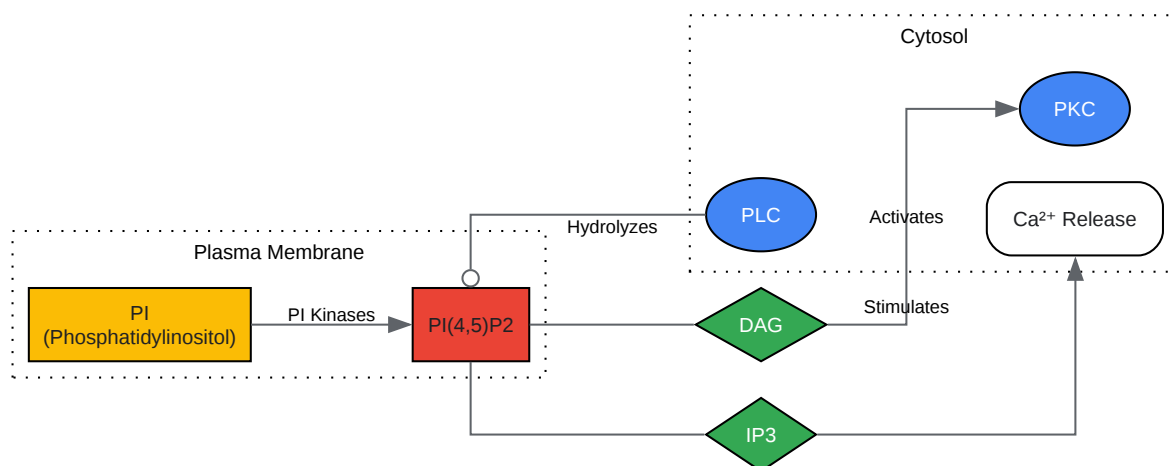 Cytosol
PKC
PLC
Activates
Ca²⁺ Release
Hydrolyzes
Plasma Membrane
PI
(Phosphatidylinositol)
PI Kinases
PI(4,5)P2
DAG
Stimulates
IP3